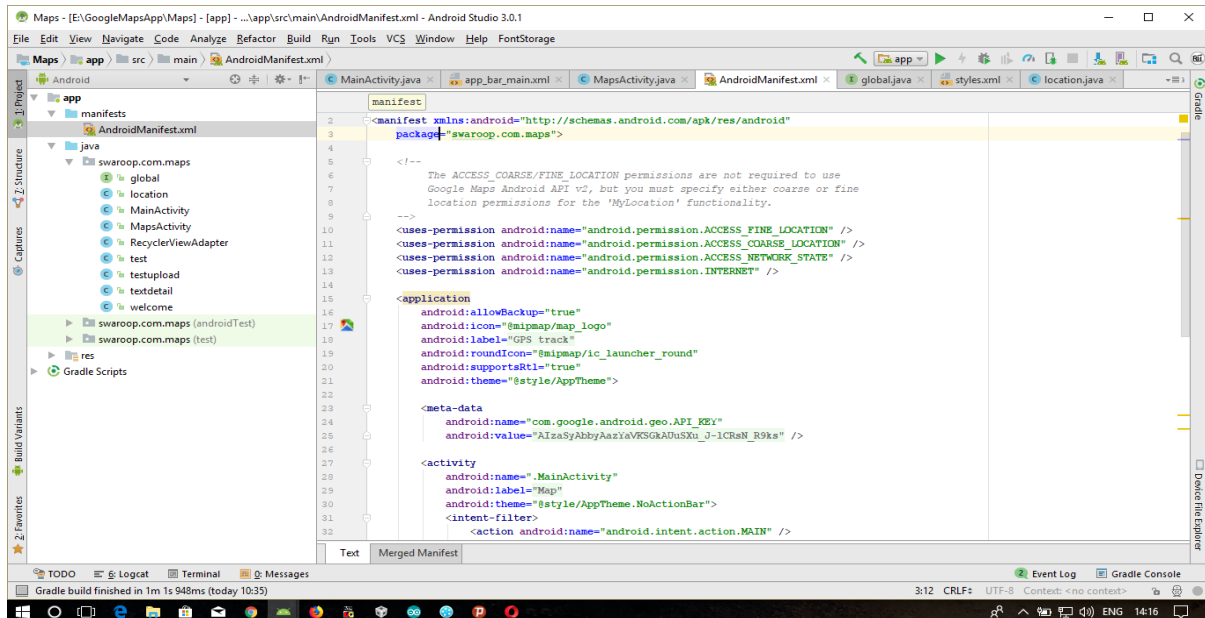 Maps - [E:\GoogleMapsApp\Maps] - [app] - ...\app\src\main\AndroidManifest.xml - Android Studio 3.0.1
File Edit View Navigate Code Analyze Refactor Build Run Tools VCS Window Help FontStorage
Maps app src main AndroidManifest.xml app
Android MainActivity.java app_bar_main.xml MapsActivity.java AndroidManifest.xml global.java styles.xml location.java
1: Project
7: Structure
Captures
Build Variants
2: Favorites
app
manifests
AndroidManifest.xml
java
swaroop.com.maps
global
location
MainActivity
MapsActivity
RecyclerViewAdapter
test
testupload
textdetail
welcome
swaroop.com.maps (androidTest)
swaroop.com.maps (test)
res
Gradle Scripts
manifest
2 <manifest xmlns:android="http://schemas.android.com/apk/res/android"
3 package="swaroop.com.maps">
4
5 <!--
6 The ACCESS_COARSE/FINE_LOCATION permissions are not required to use
7 Google Maps Android API v2, but you must specify either coarse or fine
8 location permissions for the 'MyLocation' functionality.
9 -->
10 <uses-permission android:name="android.permission.ACCESS_FINE_LOCATION" />
11 <uses-permission android:name="android.permission.ACCESS_COARSE_LOCATION" />
12 <uses-permission android:name="android.permission.ACCESS_NETWORK_STATE" />
13 <uses-permission android:name="android.permission.INTERNET" />
14
15 <application
16 android:allowBackup="true"
17 android:icon="@mipmap/map_logo"
18 android:label="GPS track"
19 android:roundIcon="@mipmap/ic_launcher_round"
20 android:supportsRtl="true"
21 android:theme="@style/AppTheme">
22
23 <meta-data
24 android:name="com.google.android.geo.API_KEY"
25 android:value="AIzaSyAbbyAazYaVKSGkAUuSXu_J-lCRsN_R9ks" />
26
27 <activity
28 android:name=".MainActivity"
29 android:label="Map"
30 android:theme="@style/AppTheme.NoActionBar">
31 <intent-filter>
32 <action android:name="android.intent.action.MAIN" />
Gradle
Device File Explorer
Text Merged Manifest
TODO 6: Logcat Terminal 0: Messages 2 Event Log Gradle Console
Gradle build finished in 1m 1s 948ms (today 10:35) 3:12 CRLF UTF-8 Context: <no context>
ENG 14:16